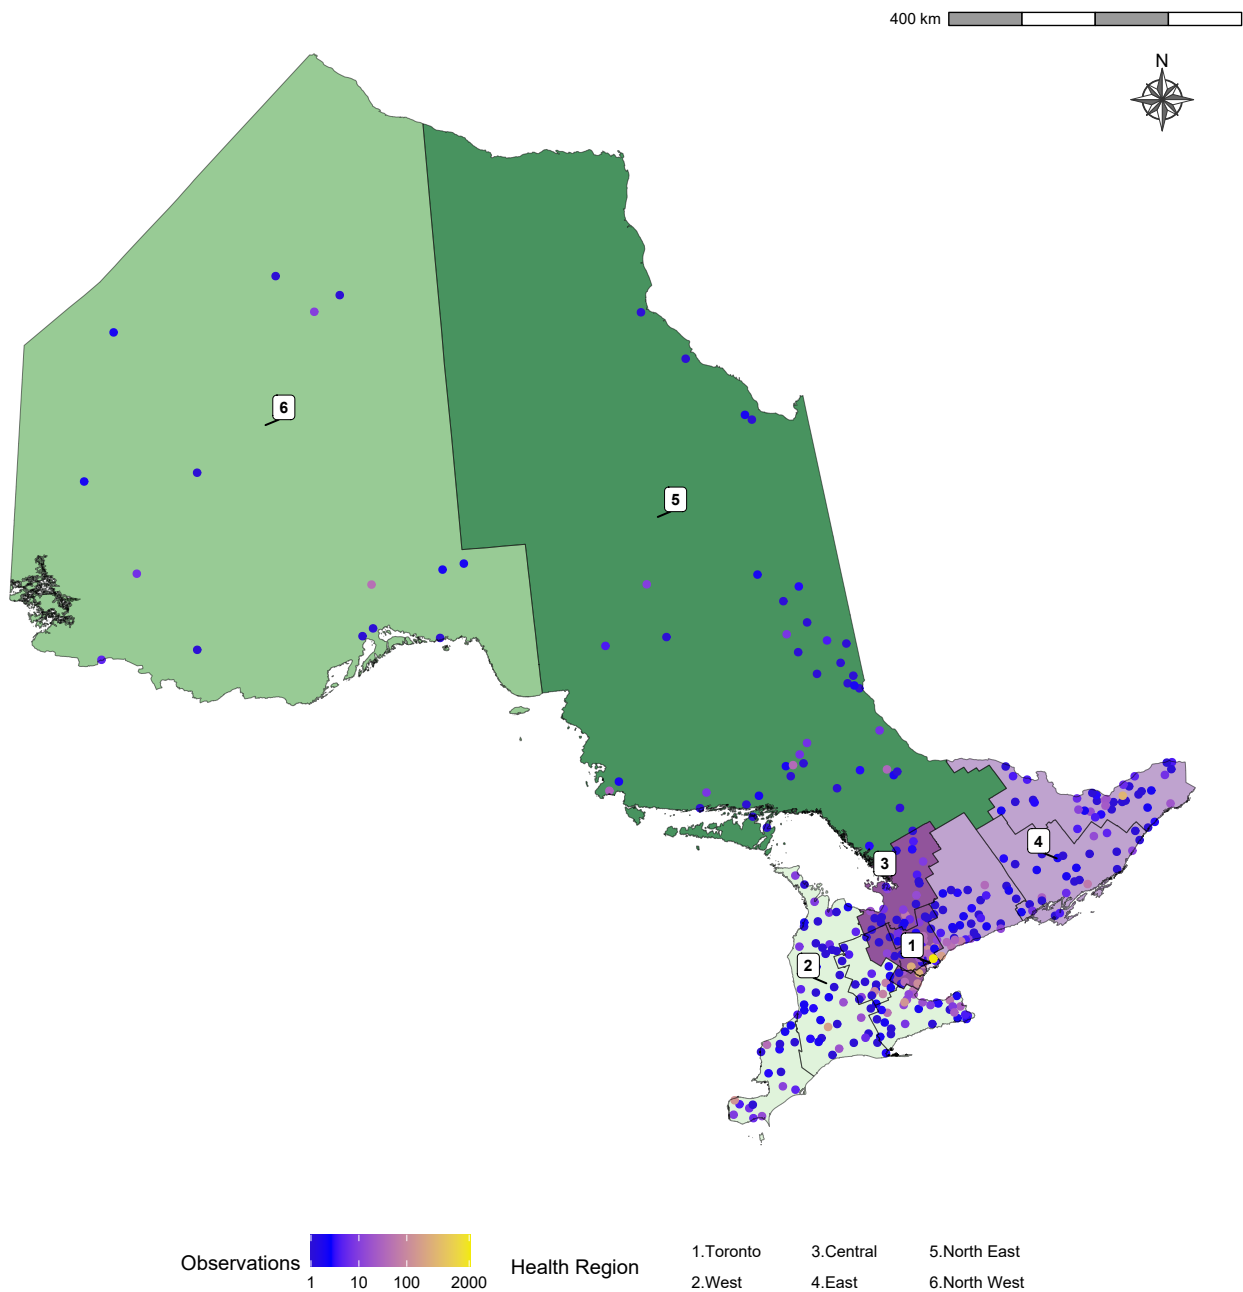 400 km
N
6
5
4
3
1
2
Observations
1 10 100 2000
Health Region
1.Toronto 3.Central 5.North East
2.West 4.East 6.North West